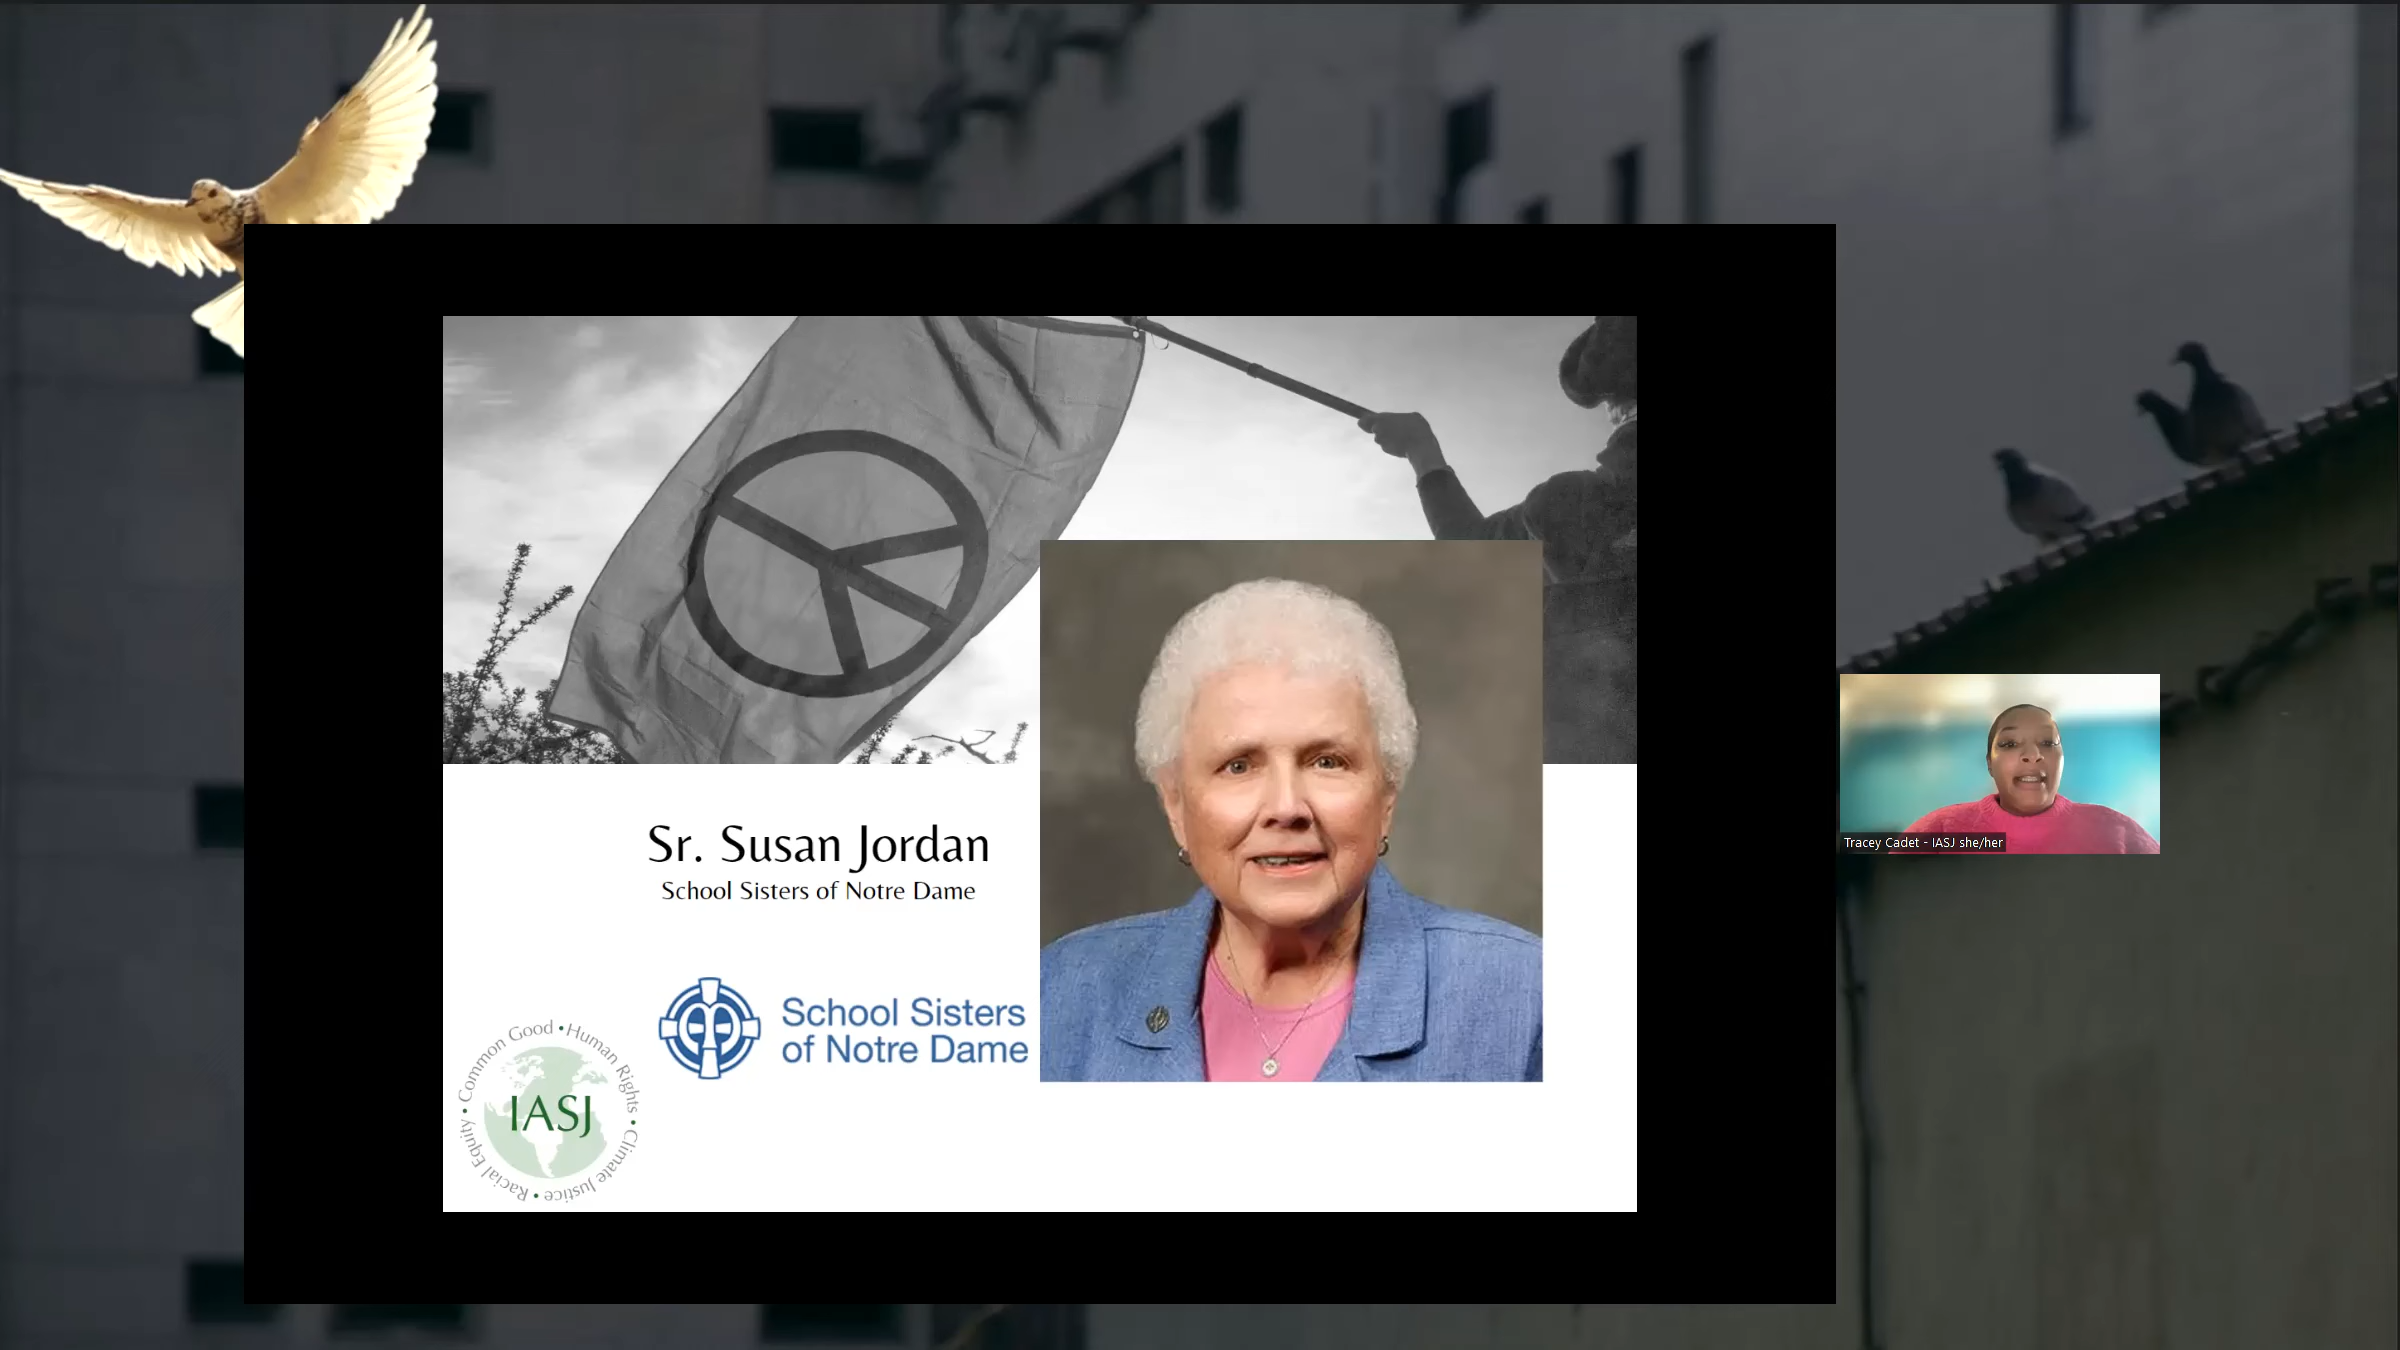 Sr. Susan Jordan
School Sisters of Notre Dame
School Sisters
of Notre Dame
Common Good • Human Rights • Climate Justice • Racial Equity •
IASJ
Tracey Cadet - IASJ she/her